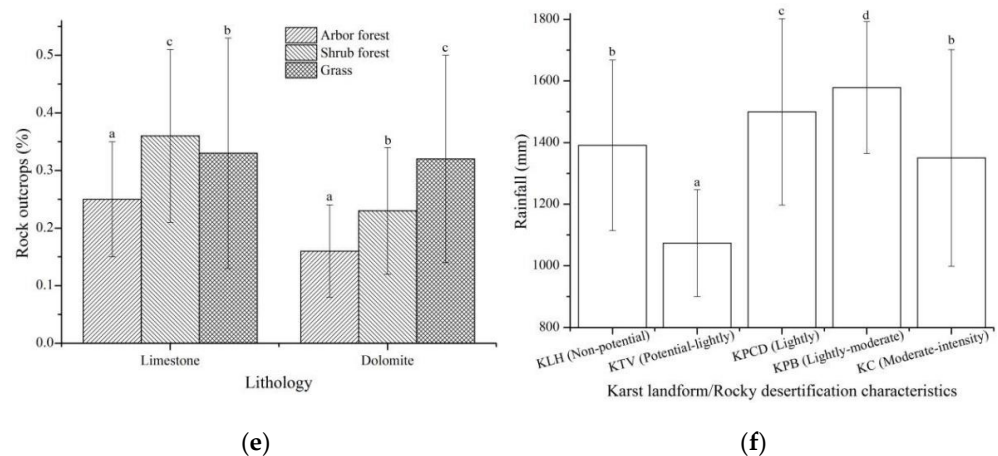 c
b
c
b
a
a
0.5
0.4
0.3
0.2
0.1
0.0
Rock outcrops (%)
Arbor forest
Shrub forest
Grass
Limestone
Dolomite
Lithology
(e)
c
d
b
b
a
1800
1600
1400
1200
1000
800
Rainfall (mm)
KLH (Non-potential)
KTV (Potential-lightly)
KPCD (Lightly)
KPB (Lightly-moderate)
KC (Moderate-intensity)
Karst landform/Rocky desertification characteristics
(f)